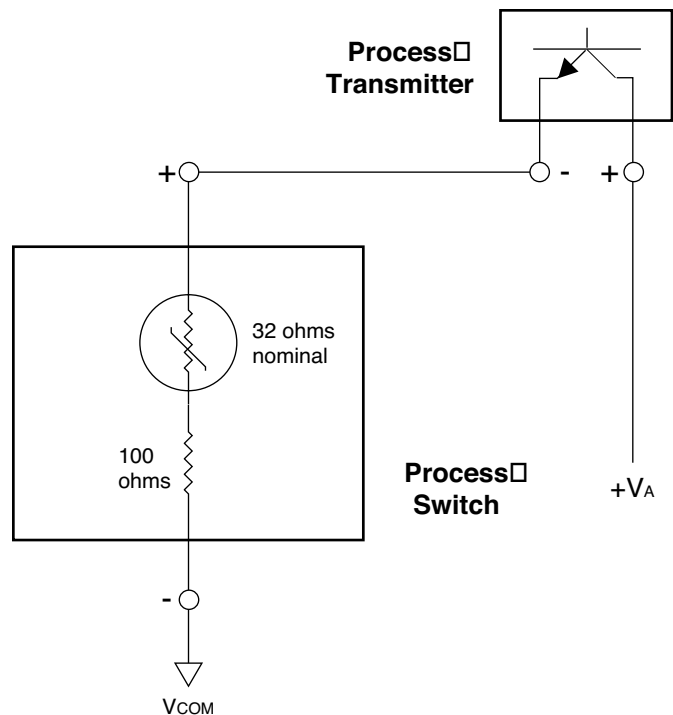 Process□
Transmitter
+
- +
32 ohms
nominal
100
ohms
Process□
Switch
+VA
-
VCOM